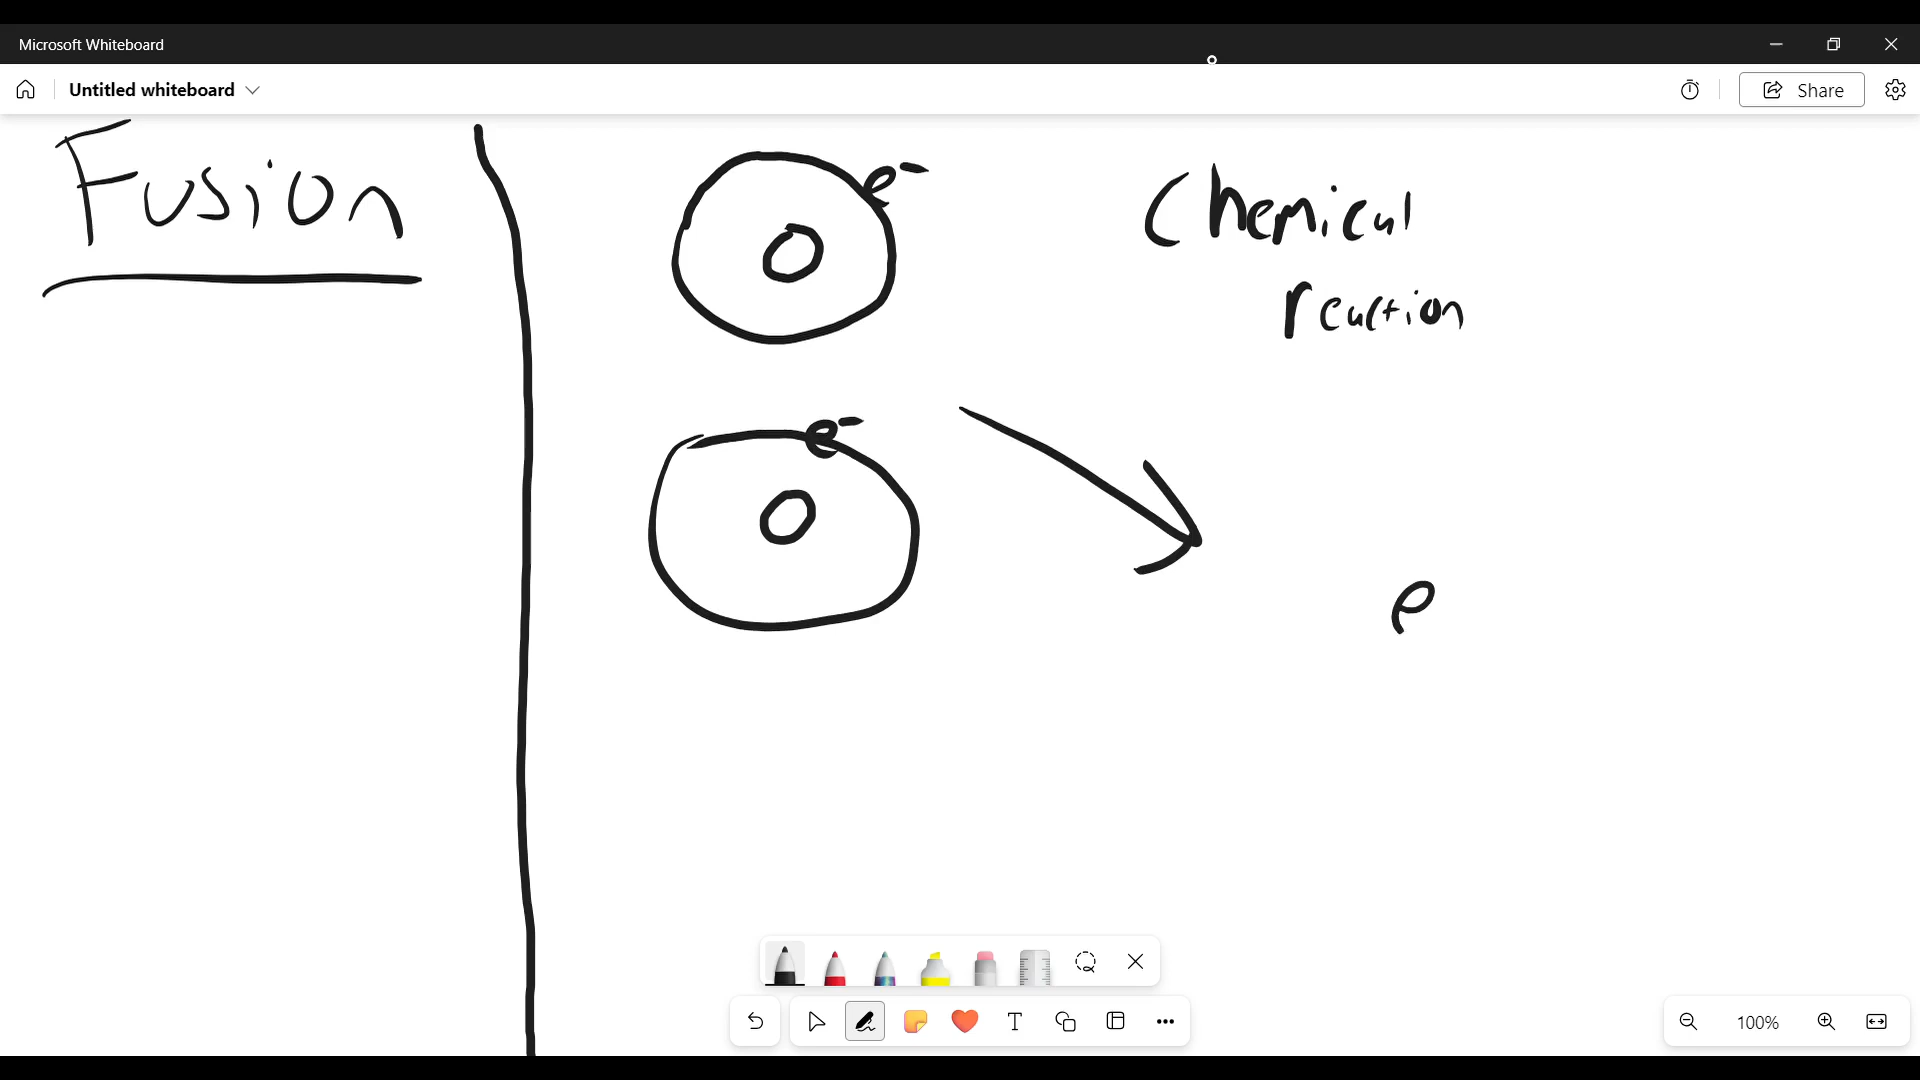 Microsoft Whiteboard
Untitled whiteboard
Share
Fusion
e⁻
Chemical
reaction
e⁻
e
T
100%